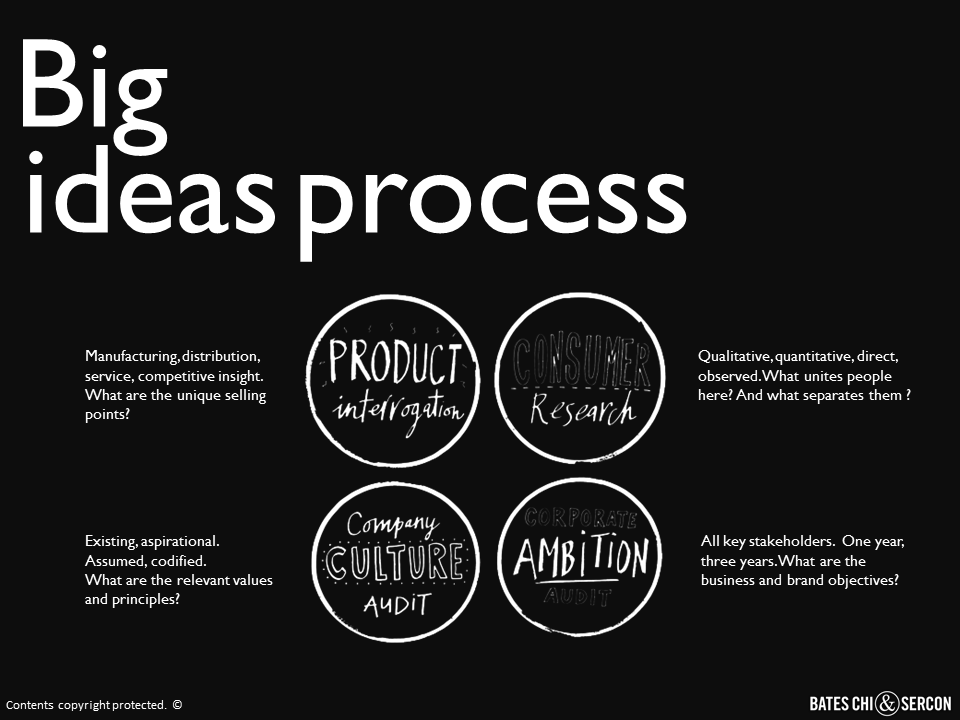 Big
ideas process
Manufacturing, distribution,
service, competitive insight.
What are the unique selling
points?
PRODUCT
interrogation
CONSUMER
Research
Qualitative, quantitative, direct,
observed.What unites people
here? And what separates them ?
Existing, aspirational.
Assumed, codified.
What are the relevant values
and principles?
Company
CULTURE
AUDIT
CORPORATE
AMBITION
AUDIT
All key stakeholders. One year,
three years.What are the
business and brand objectives?
Contents copyright protected. ©
BATES CHI & SERCON